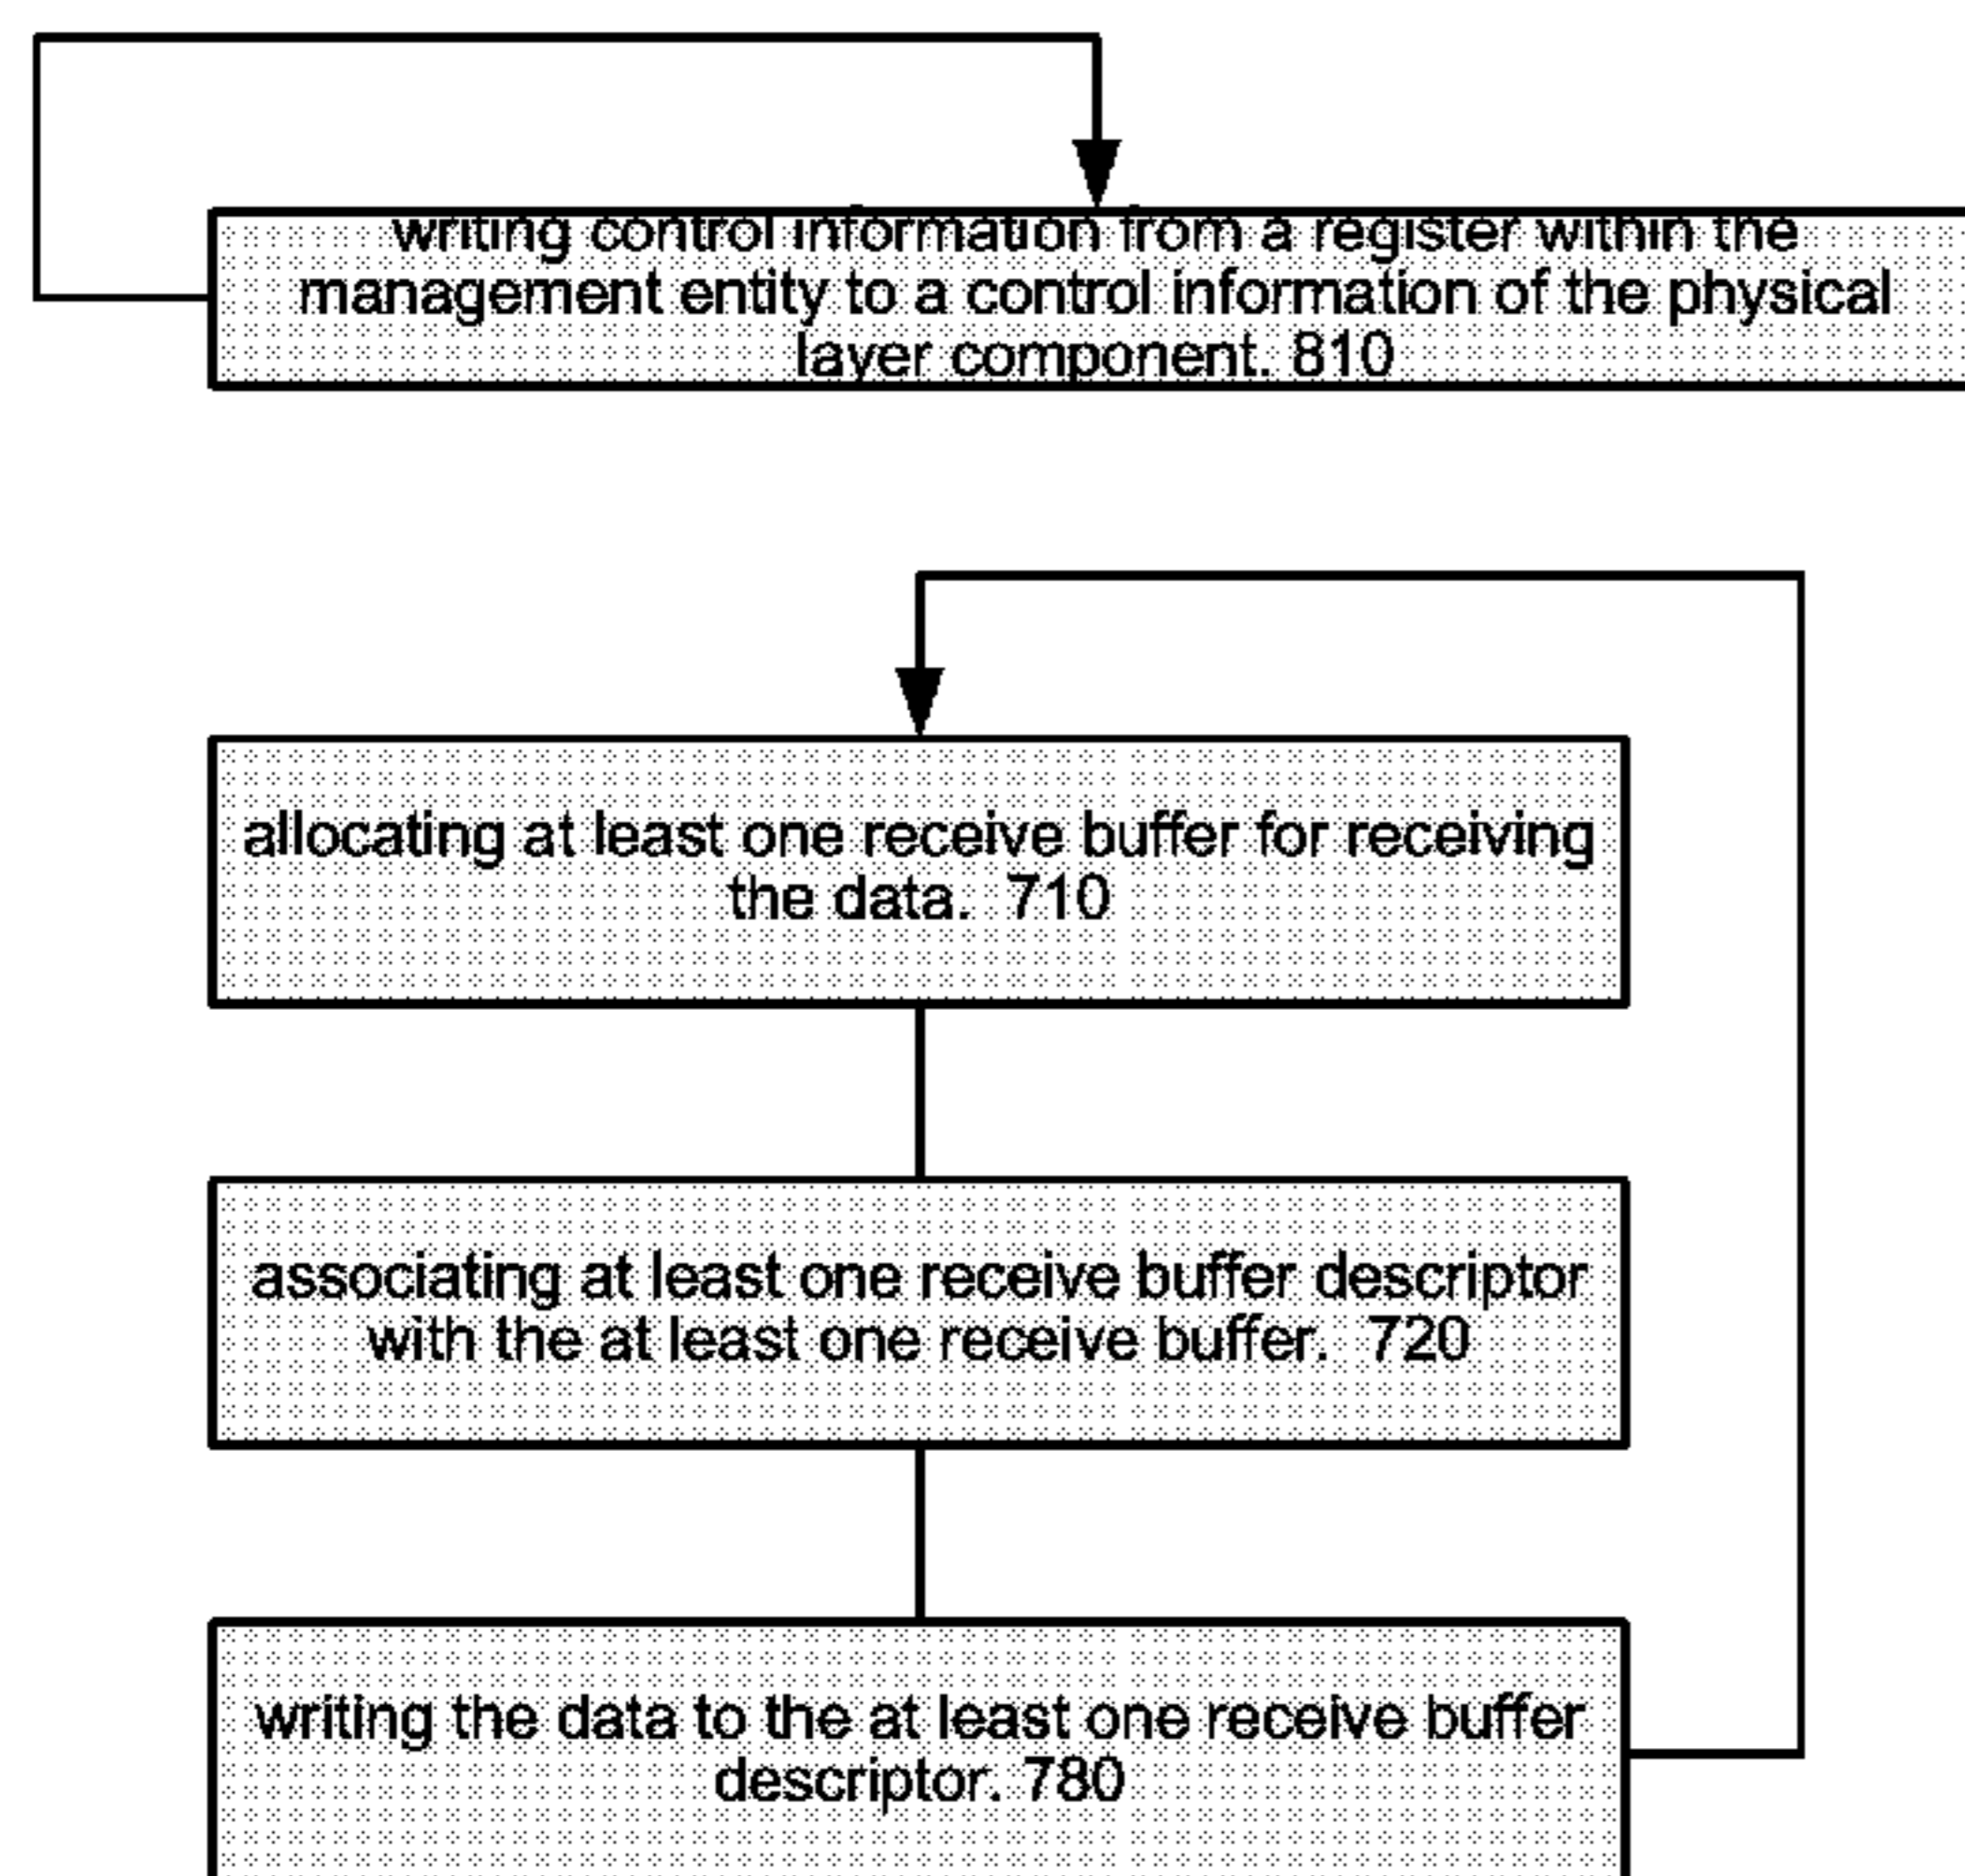 writing control information from a register within the
management entity to a control information of the physical
layer component. 810
allocating at least one receive buffer for receiving
the data. 710
associating at least one receive buffer descriptor
with the at least one receive buffer. 720
writing the data to the at least one receive buffer
descriptor. 780